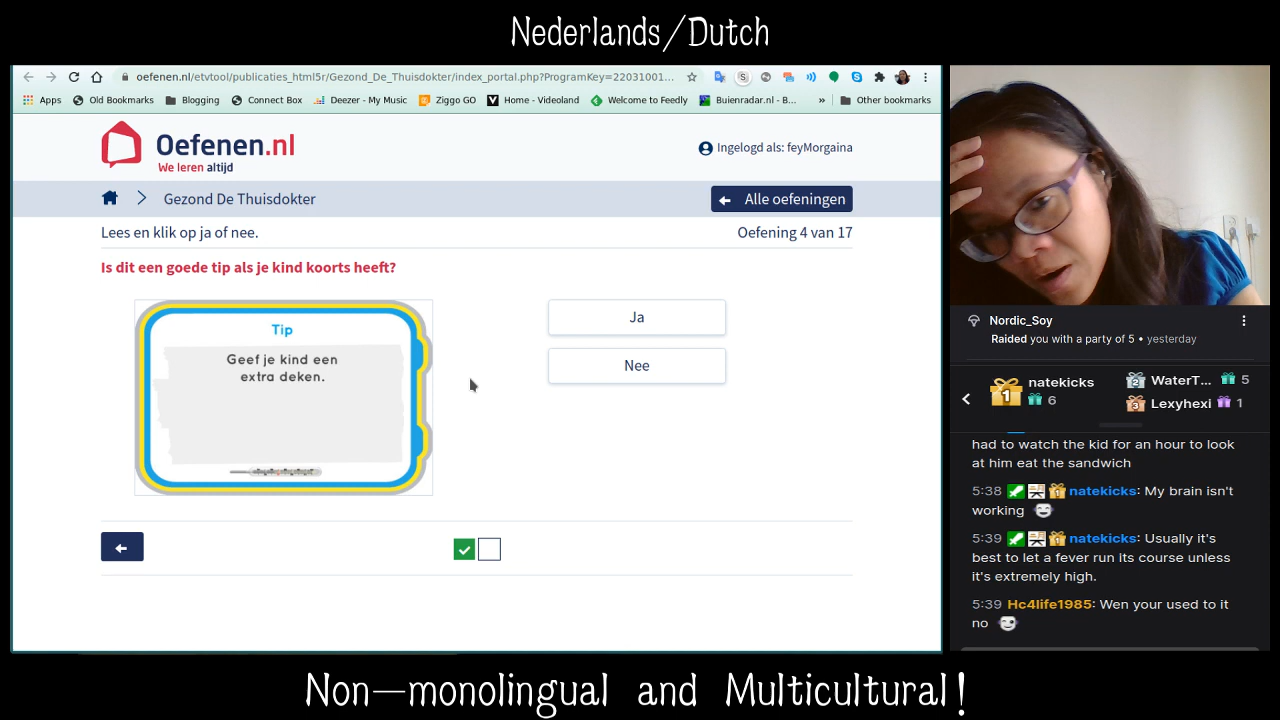 Nederlands/Dutch
oefenen.nl/etvtool/publicaties_html5r/Gezond_De_Thuisdokter/index_portal.php?ProgramKey=22031001...
Apps Old Bookmarks Blogging Connect Box Deezer - My Music Ziggo GO Home - Videoland Welcome to Feedly Buienradar.nl - B... » Other bookmarks
Oefenen.nl
We leren altijd
Ingelogd als: feyMorgaina
Gezond De Thuisdokter
Alle oefeningen
Lees en klik op ja of nee.
Oefening 4 van 17
Is dit een goede tip als je kind koorts heeft?
Tip
Geef je kind een
extra deken.
Ja
Nee
Nordic_Soy
Raided you with a party of 5 • yesterday
1 natekicks
6
2 WaterT... 5
3 Lexyhexi 1
had to watch the kid for an hour to look
at him eat the sandwich
5:38 natekicks: My brain isn't
working
5:39 natekicks: Usually it's
best to let a fever run its course unless
it's extremely high.
5:39 Hc4life1985: Wen your used to it
no
Non-monolingual and Multicultural!